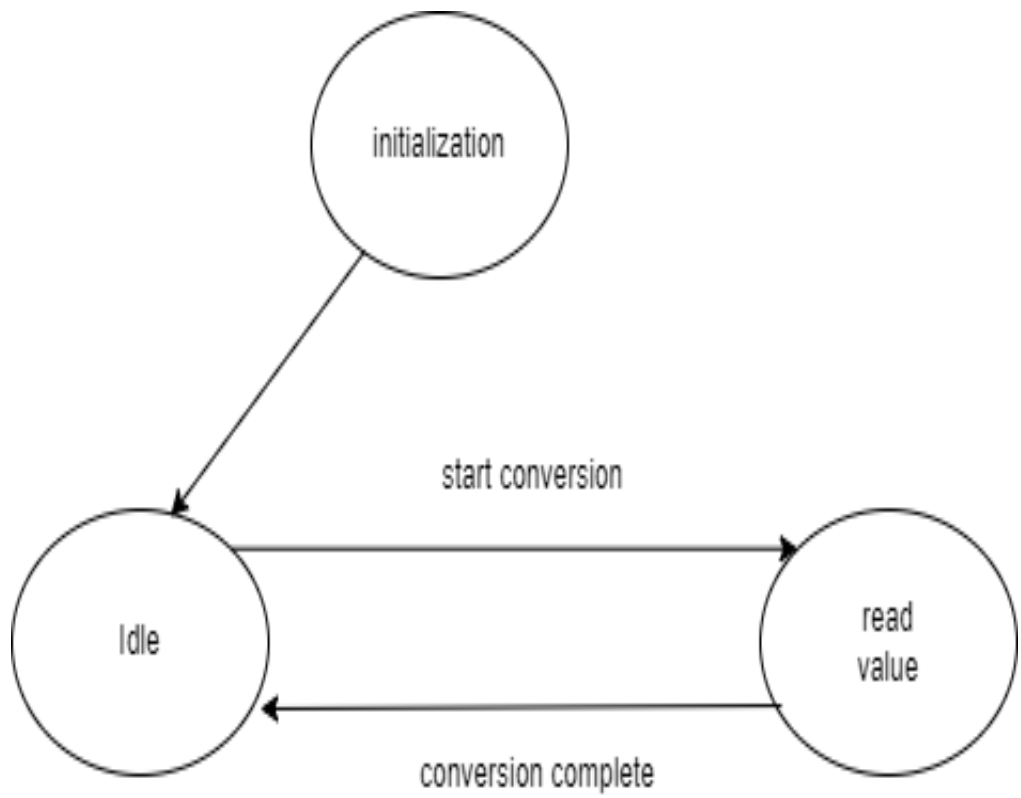 initialization
start conversion
Idle
read
value
conversion complete